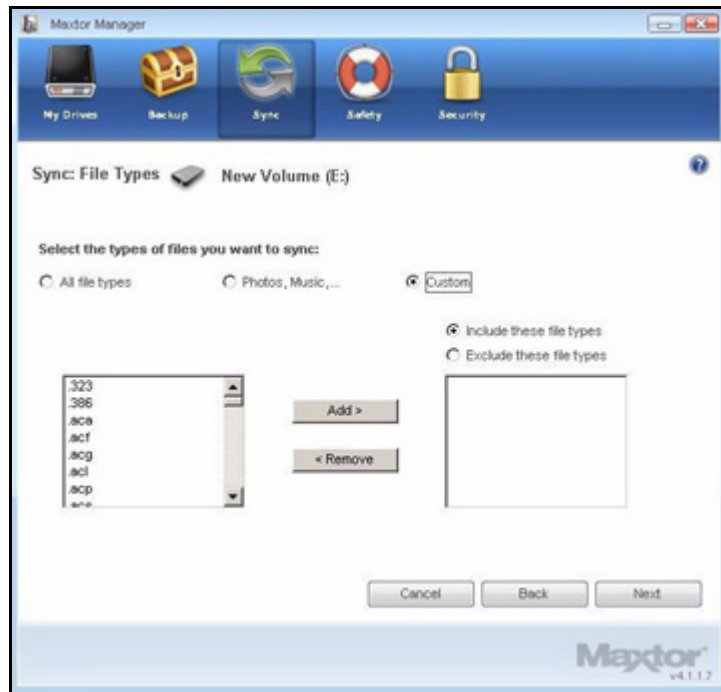 Maxtor Manager
My Drives Backup Sync Safety Security
Sync: File Types New Volume (E:)
Select the types of files you want to sync:
All file types Photos, Music,... Custom
Include these file types
Exclude these file types
.323
.386
.aca
.acf
.acg
.acl
.acp
.acs
Add >
< Remove
Cancel Back Next
Maxtor
v4.1.1.7